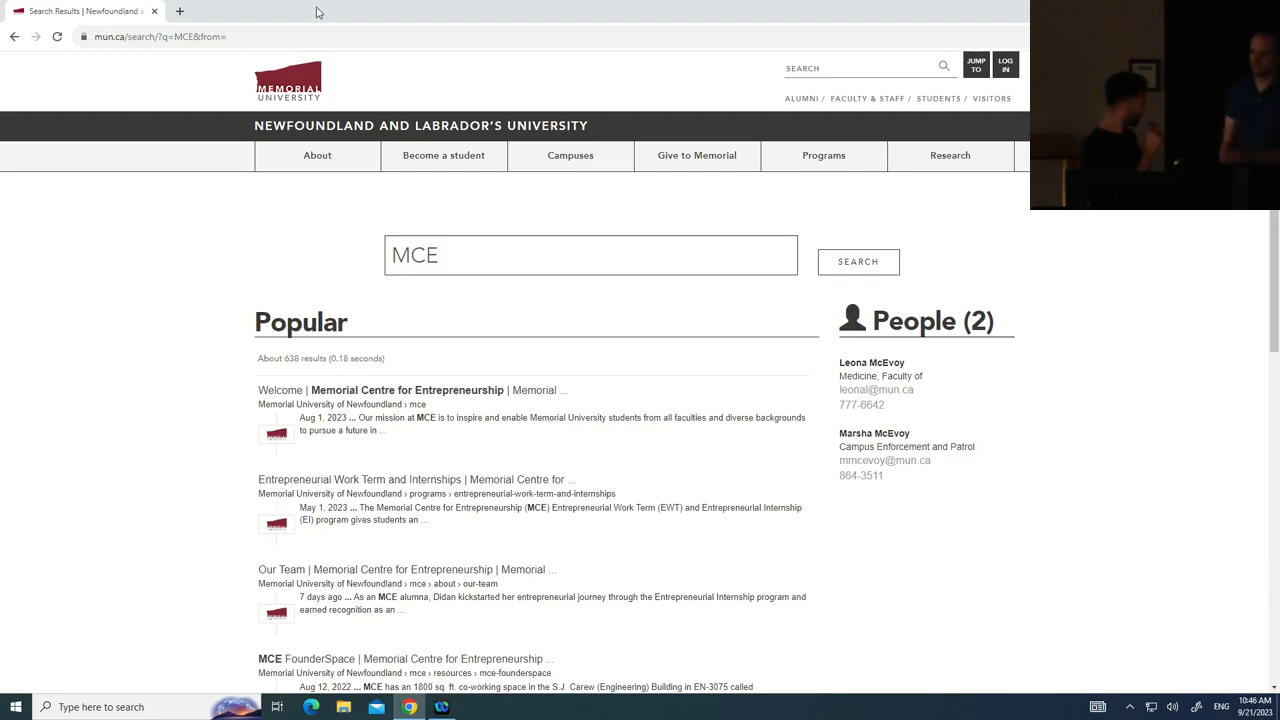 Search Results | Memorial Univers
mun.ca/search/?q=MCE&from=
MEMORIAL
UNIVERSITY
SEARCH
JUMP TO
LOG IN
ALUMNI / FACULTY & STAFF / STUDENTS / VISITORS
NEWFOUNDLAND AND LABRADOR'S UNIVERSITY
About Become a student Campuses Give to Memorial Programs Research
MCE
SEARCH
Popular
About 638 results (0.18 seconds)
Welcome | Memorial Centre for Entrepreneurship | Memorial ...
Memorial University of Newfoundland › mce
Aug 1, 2023 ... Our mission at MCE is to inspire and enable Memorial University students from all faculties and diverse backgrounds
to pursue a future in ...
Entrepreneurial Work Term and Internships | Memorial Centre for ...
Memorial University of Newfoundland › programs › entrepreneurial-work-term-and-internships
May 1, 2023 ... The Memorial Centre for Entrepreneurship (MCE) Entrepreneurial Work Term (EWT) and Entrepreneurial Internship
(EI) program gives students an ...
Our Team | Memorial Centre for Entrepreneurship | Memorial ...
Memorial University of Newfoundland › mce › about › our-team
7 days ago ... As an MCE alumna, Didan kickstarted her entrepreneurial journey through the Entrepreneurial Internship program and
earned recognition as an ...
MCE FounderSpace | Memorial Centre for Entrepreneurship ...
Memorial University of Newfoundland › mce › resources › mce-founderspace
Aug 12, 2022 ... MCE has an 1800 sq. ft. co-working space in the S.J. Carew (Engineering) Building in EN-3075 called
People (2)
Leona McEvoy
Medicine, Faculty of
leonal@mun.ca
777-6642
Marsha McEvoy
Campus Enforcement and Patrol
mmcevoy@mun.ca
864-3511
Type here to search
ENG
10:46 AM
9/21/2023